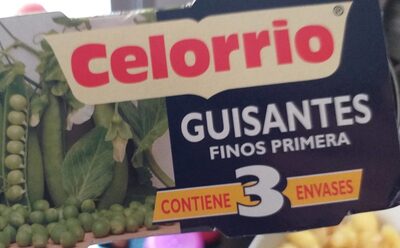 Celorrio®
GUISANTES
FINOS PRIMERA
CONTIENE 3 ENVASES